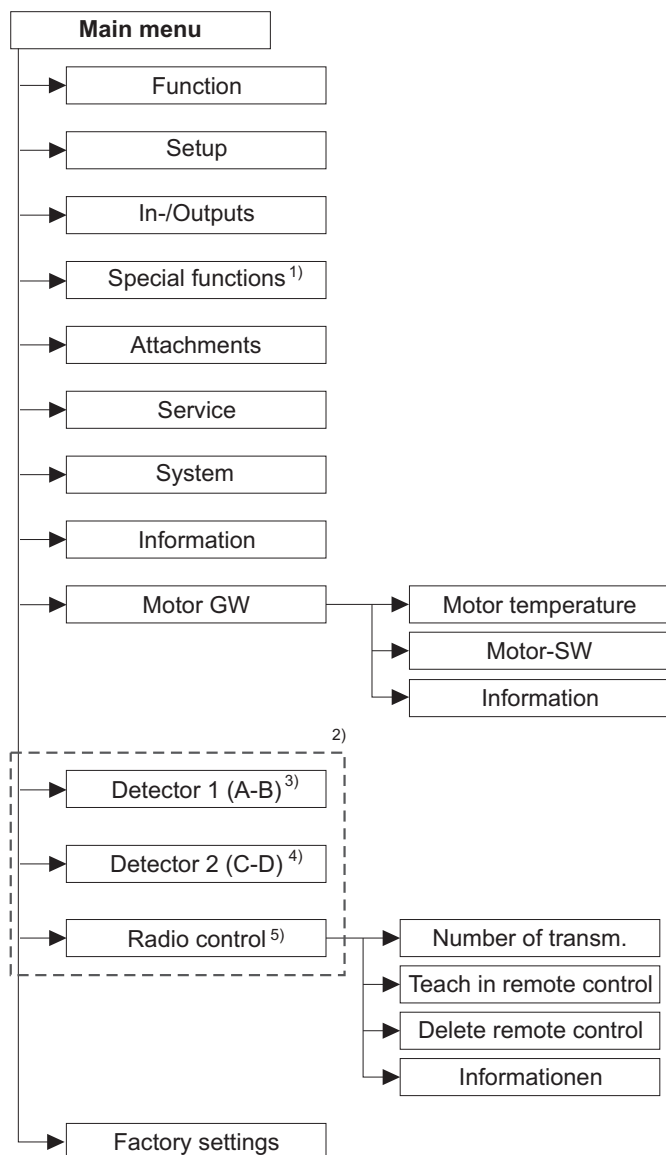 Main menu
Function
Setup
In-/Outputs
Special functions 1)
Attachments
Service
System
Information
Motor GW
Motor temperature
Motor-SW
Information
2)
Detector 1 (A-B) 3)
Detector 2 (C-D) 4)
Radio control 5)
Number of transm.
Teach in remote control
Delete remote control
Informationen
Factory settings